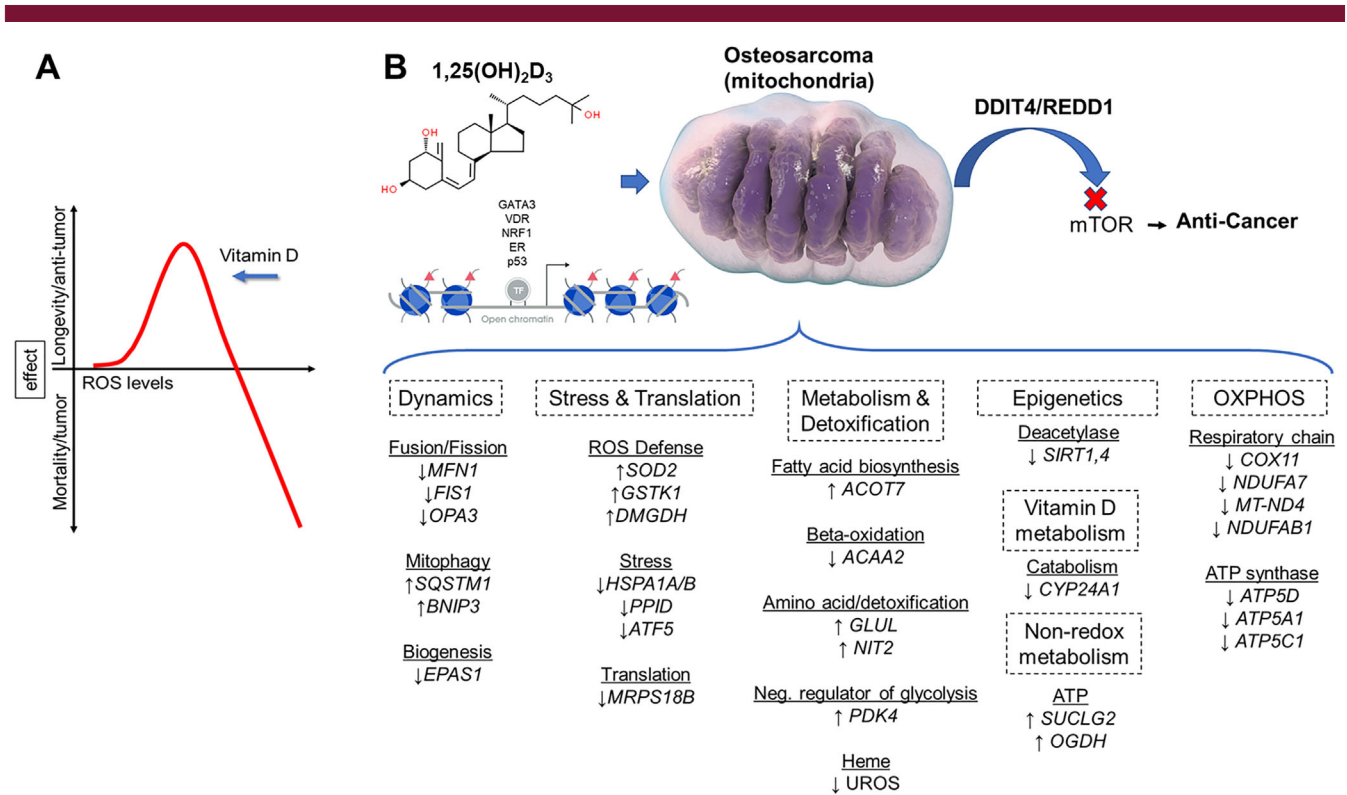 A
Longevity/anti-tumor
Vitamin D
effect
ROS levels
Mortality/tumor
B
1,25(OH)₂D₃
OH
OH
HO
GATA3
VDR
NRF1
ER
p53
TF
Open chromatin
Osteosarcoma
(mitochondria)
DDIT4/REDD1
mTOR → Anti-Cancer
Dynamics
Fusion/Fission
↓MFN1
↓FIS1
↓OPA3
Mitophagy
↑SQSTM1
↑BNIP3
Biogenesis
↓EPAS1
Stress & Translation
ROS Defense
↑SOD2
↑GSTK1
↑DMGDH
Stress
↓HSPA1A/B
↓PPID
↓ATF5
Translation
↓MRPS18B
Metabolism &
Detoxification
Fatty acid biosynthesis
↑ ACOT7
Beta-oxidation
↓ ACAA2
Amino acid/detoxification
↑ GLUL
↑ NIT2
Neg. regulator of glycolysis
↑ PDK4
Heme
↓ UROS
Epigenetics
Deacetylase
↓ SIRT1,4
Vitamin D
metabolism
Catabolism
↓ CYP24A1
Non-redox
metabolism
ATP
↑ SUCLG2
↑ OGDH
OXPHOS
Respiratory chain
↓ COX11
↓ NDUFA7
↓ MT-ND4
↓ NDUFAB1
ATP synthase
↓ ATP5D
↓ ATP5A1
↓ ATP5C1